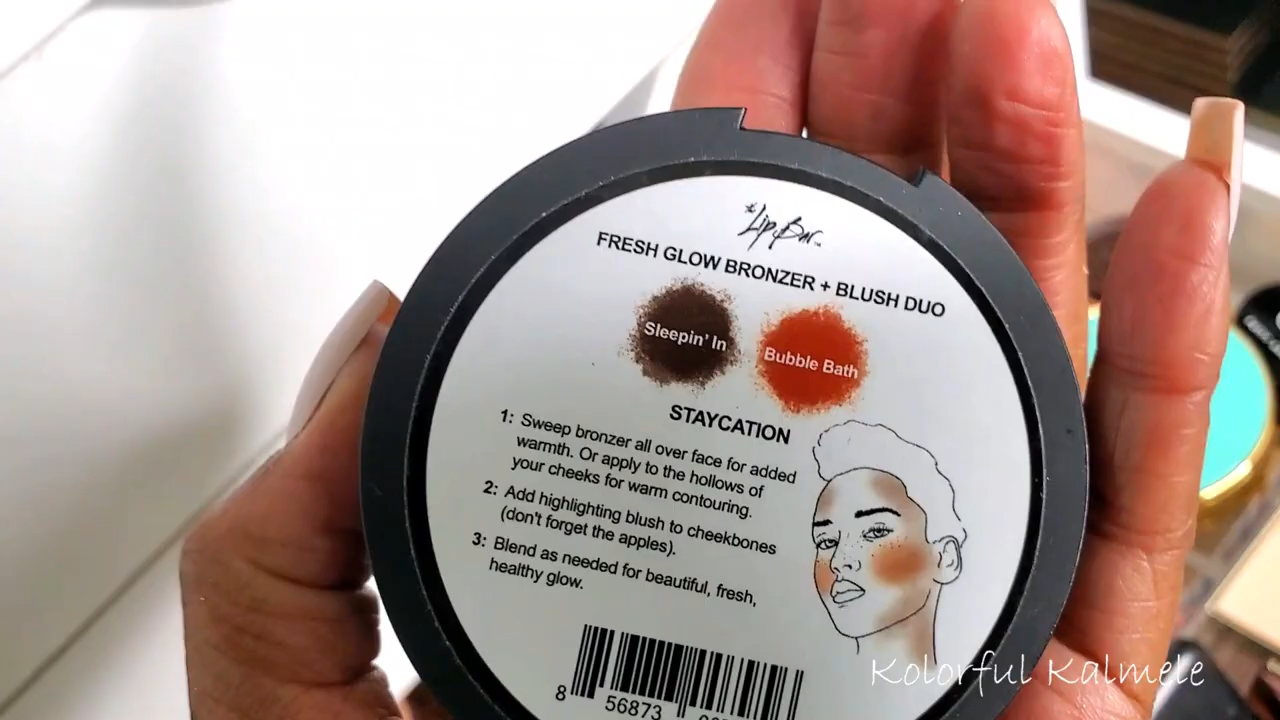 the Lip Bar™
FRESH GLOW BRONZER + BLUSH DUO
Sleepin' In
Bubble Bath
STAYCATION
1: Sweep bronzer all over face for added
warmth. Or apply to the hollows of
your cheeks for warm contouring.
2: Add highlighting blush to cheekbones
(don't forget the apples).
3: Blend as needed for beautiful, fresh,
healthy glow.
8 56873
Kolorful Kalmele